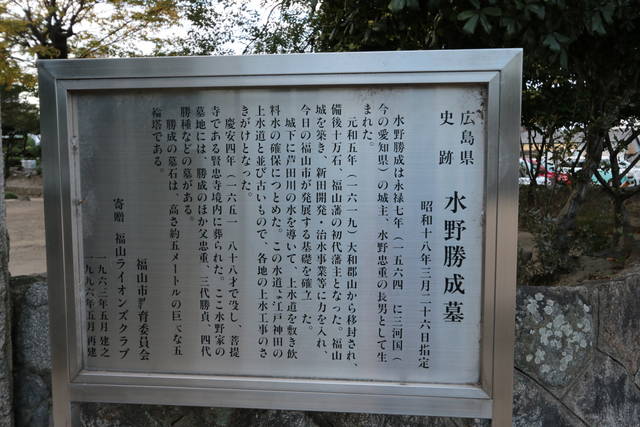 広島県
史跡
水野勝成墓
昭和十八年三月二十六日指定
水野勝成は永禄七年（一五六四 に三河国（
今の愛知県）の城主、水野忠重の長男として生
まれた。
元和五年（一六一九）大和郡山から移封され、
備後十万石、福山藩の初代藩主となった。福山
城を築き、新田開発・治水事業等に力を入れ、
今日の福山市が発展する基礎を確立 た。
城下に芦田川の水を導いて、上水道を敷き飲
料水の確保につとめた。この水道は江戸神田の
上水道と並び古いもので、各地の上水工事のさ
きがけとなった。
慶安四年（一六五一 八十八才で没し、菩提
寺である賢忠寺境内に葬られた。ここ水野家の
墓地には、勝成のほか父忠重、三代勝貞、四代
勝種などの墓がある。
勝成の墓石は、高さ約五メートルの巨大な五
輪塔である。
福山市 育委員会
寄贈 福山ライオンズクラブ
一九六三年五月 建之
一九九六年五月 再建